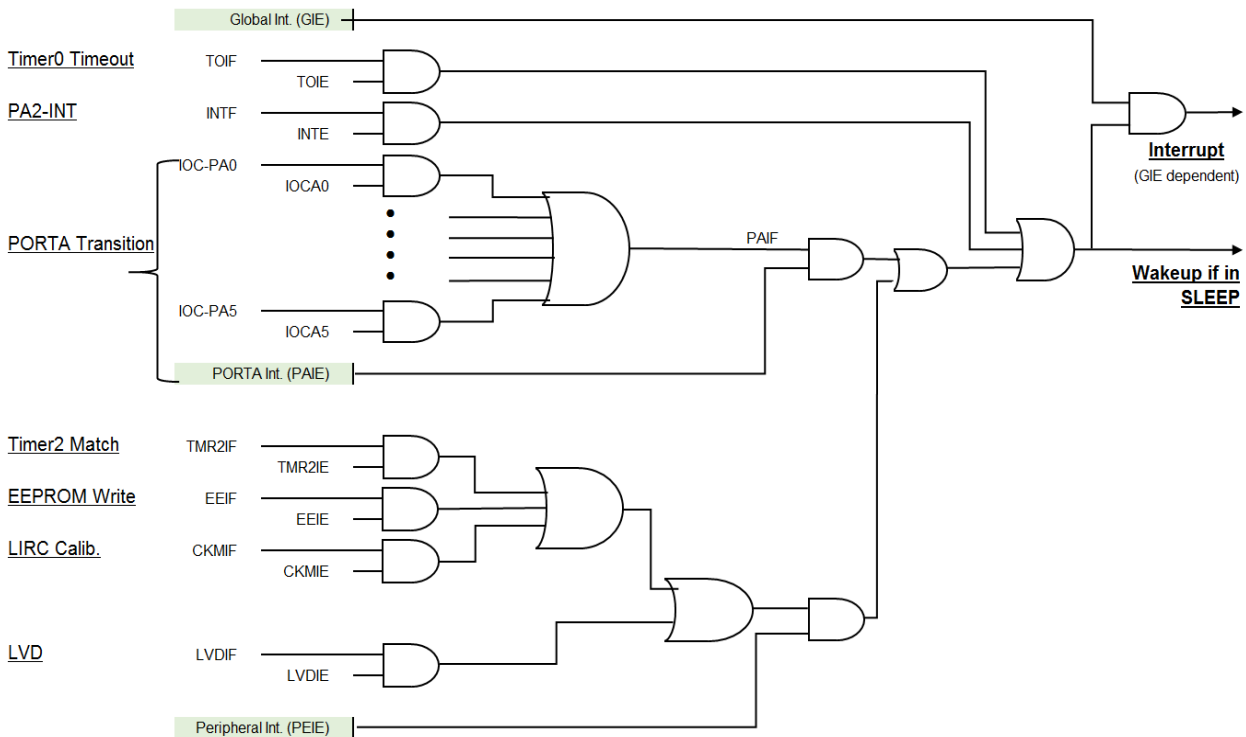 Global Int. (GIE)
Timer0 Timeout
TOIF
TOIE
PA2-INT
INTF
INTE
Interrupt
(GIE dependent)
IOC-PA0
IOCA0
PORTA Transition
PAIF
Wakeup if in
SLEEP
IOC-PA5
IOCA5
PORTA Int. (PAIE)
Timer2 Match
TMR2IF
TMR2IE
EEPROM Write
EEIF
EEIE
LIRC Calib.
CKMIF
CKMIE
LVD
LVDIF
LVDIE
Peripheral Int. (PEIE)